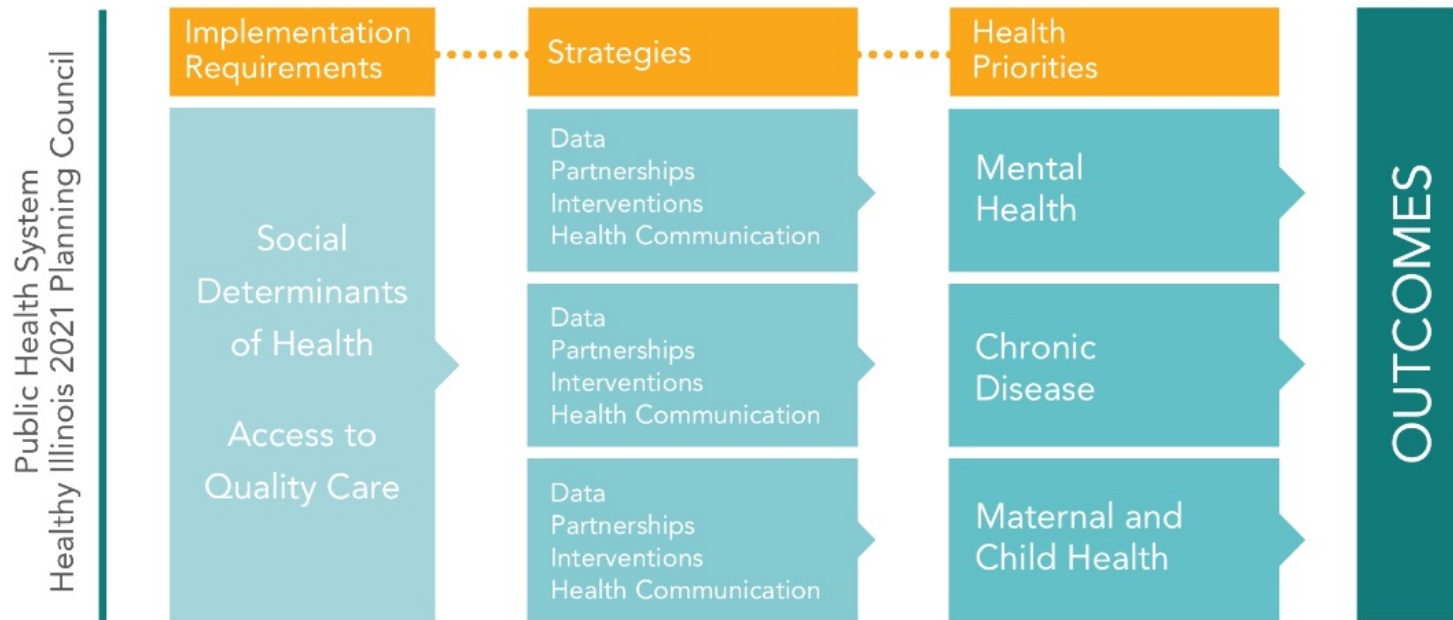 Public Health System
Healthy Illinois 2021 Planning Council
Implementation
Requirements
Strategies
Health
Priorities
Social
Determinants
of Health
Access to
Quality Care
Data
Partnerships
Interventions
Health Communication
Mental
Health
Data
Partnerships
Interventions
Health Communication
Chronic
Disease
Data
Partnerships
Interventions
Health Communication
Maternal and
Child Health
OUTCOMES